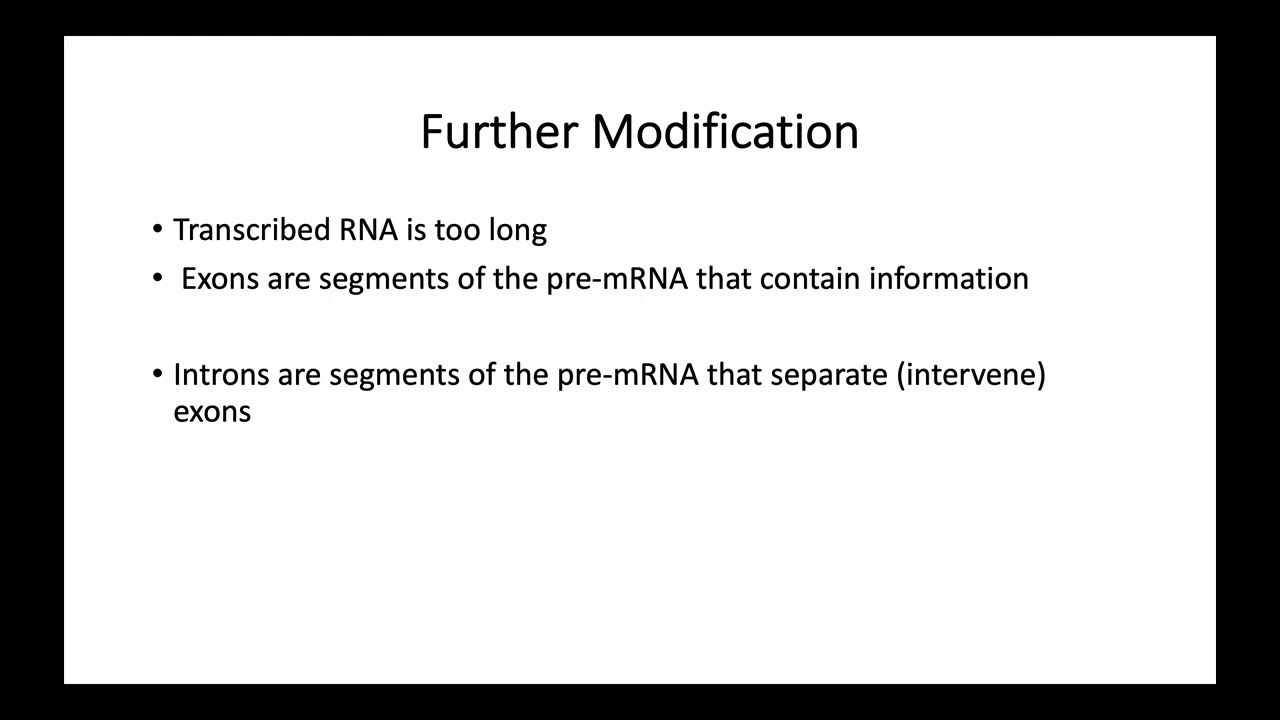 Further Modification
• Transcribed RNA is too long
• Exons are segments of the pre-mRNA that contain information
• Introns are segments of the pre-mRNA that separate (intervene)
exons